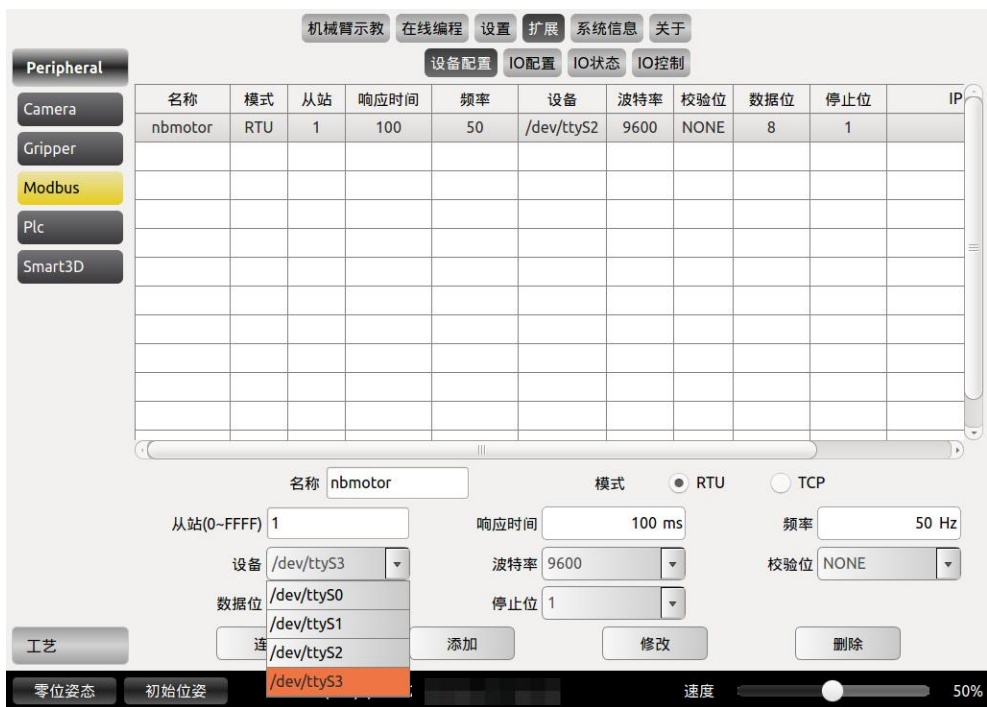 机械臂示教 在线编程 设置 扩展 系统信息 关于
Peripheral 设备配置 IO配置 IO状态 IO控制
名称 模式 从站 响应时间 频率 设备 波特率 校验位 数据位 停止位 IP
nbmotor RTU 1 100 50 /dev/ttyS2 9600 NONE 8 1
Camera
Gripper
Modbus
Plc
Smart3D
名称 nbmotor 模式 RTU TCP
从站(0~FFFF) 1 响应时间 100 ms 频率 50 Hz
设备 /dev/ttyS3 波特率 9600 校验位 NONE
数据位 /dev/ttyS0 停止位 1
/dev/ttyS1
工艺 连 /dev/ttyS2 添加 修改 删除
/dev/ttyS3
零位姿态 初始位姿 速度 50%